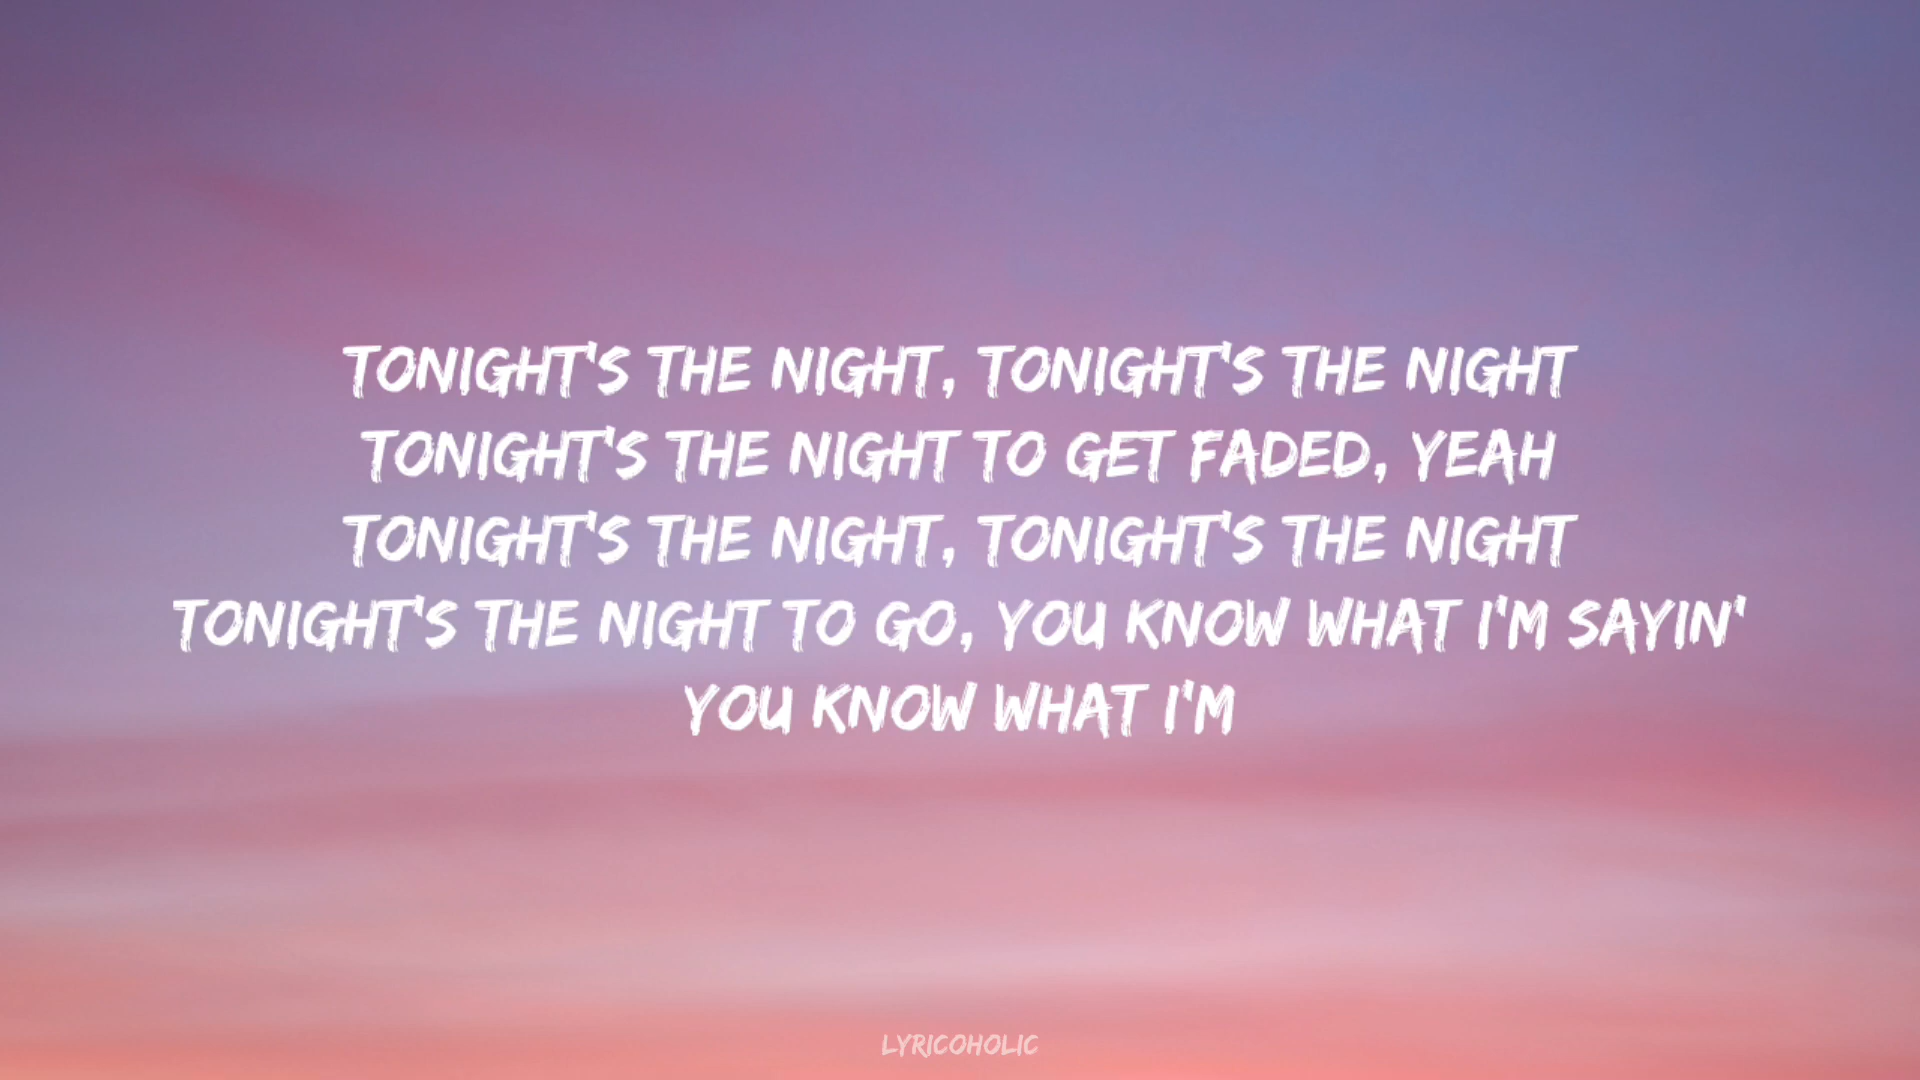 TONIGHT'S THE NIGHT, TONIGHT'S THE NIGHT
TONIGHT'S THE NIGHT TO GET FADED, YEAH
TONIGHT'S THE NIGHT, TONIGHT'S THE NIGHT
TONIGHT'S THE NIGHT TO GO, YOU KNOW WHAT I'M SAYIN'
YOU KNOW WHAT I'M
LYRICOHOLIC